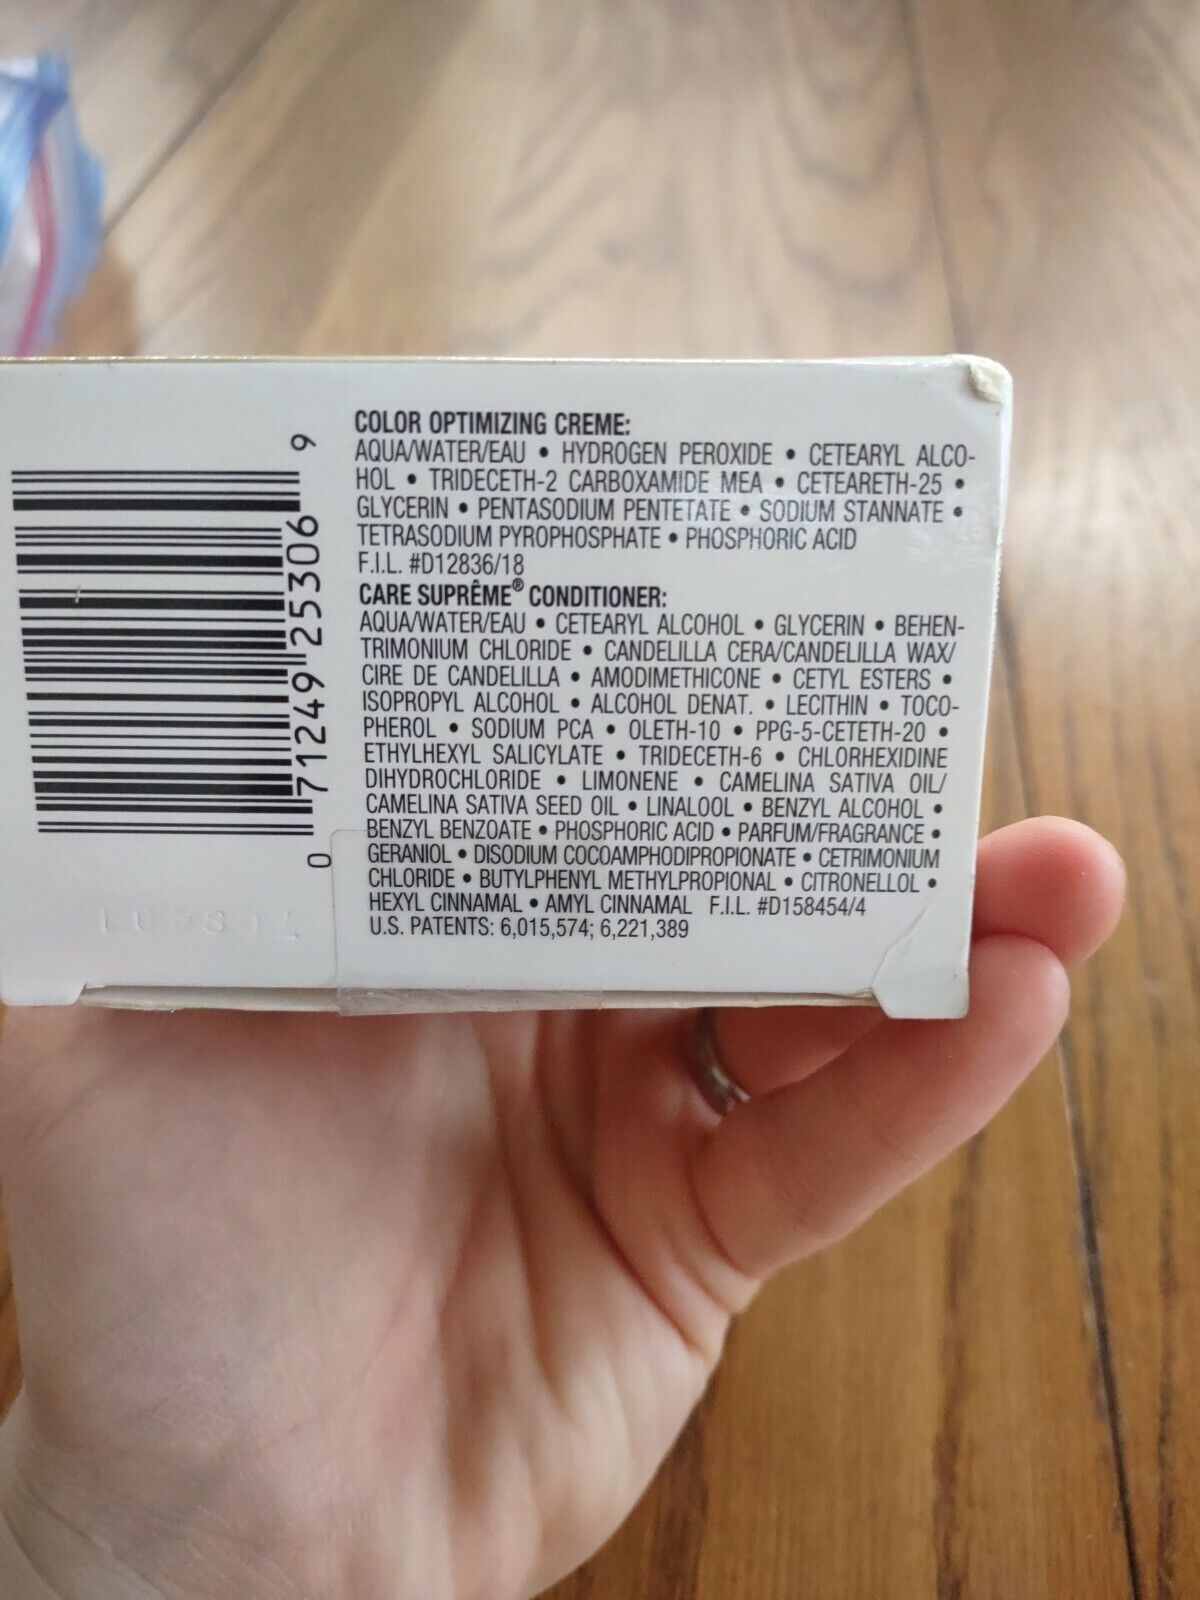 COLOR OPTIMIZING CREME:
AQUA/WATER/EAU • HYDROGEN PEROXIDE • CETEARYL ALCO-
HOL • TRIDECETH-2 CARBOXAMIDE MEA • CETEARETH-25 •
GLYCERIN • PENTASODIUM PENTETATE • SODIUM STANNATE •
TETRASODIUM PYROPHOSPHATE • PHOSPHORIC ACID
F.I.L. #D12836/18
CARE SUPRÊME® CONDITIONER:
AQUA/WATER/EAU • CETEARYL ALCOHOL • GLYCERIN • BEHEN-
TRIMONIUM CHLORIDE • CANDELILLA CERA/CANDELILLA WAX/
CIRE DE CANDELILLA • AMODIMETHICONE • CETYL ESTERS •
ISOPROPYL ALCOHOL • ALCOHOL DENAT. • LECITHIN • TOCO-
PHEROL • SODIUM PCA • OLETH-10 • PPG-5-CETETH-20 •
ETHYLHEXYL SALICYLATE • TRIDECETH-6 • CHLORHEXIDINE
DIHYDROCHLORIDE • LIMONENE • CAMELINA SATIVA OIL/
CAMELINA SATIVA SEED OIL • LINALOOL • BENZYL ALCOHOL •
BENZYL BENZOATE • PHOSPHORIC ACID • PARFUM/FRAGRANCE •
GERANIOL • DISODIUM COCOAMPHODIPROPIONATE • CETRIMONIUM
CHLORIDE • BUTYLPHENYL METHYLPROPIONAL • CITRONELLOL •
HEXYL CINNAMAL • AMYL CINNAMAL F.I.L. #D158454/4
U.S. PATENTS: 6,015,574; 6,221,389
0 71249 25306 9